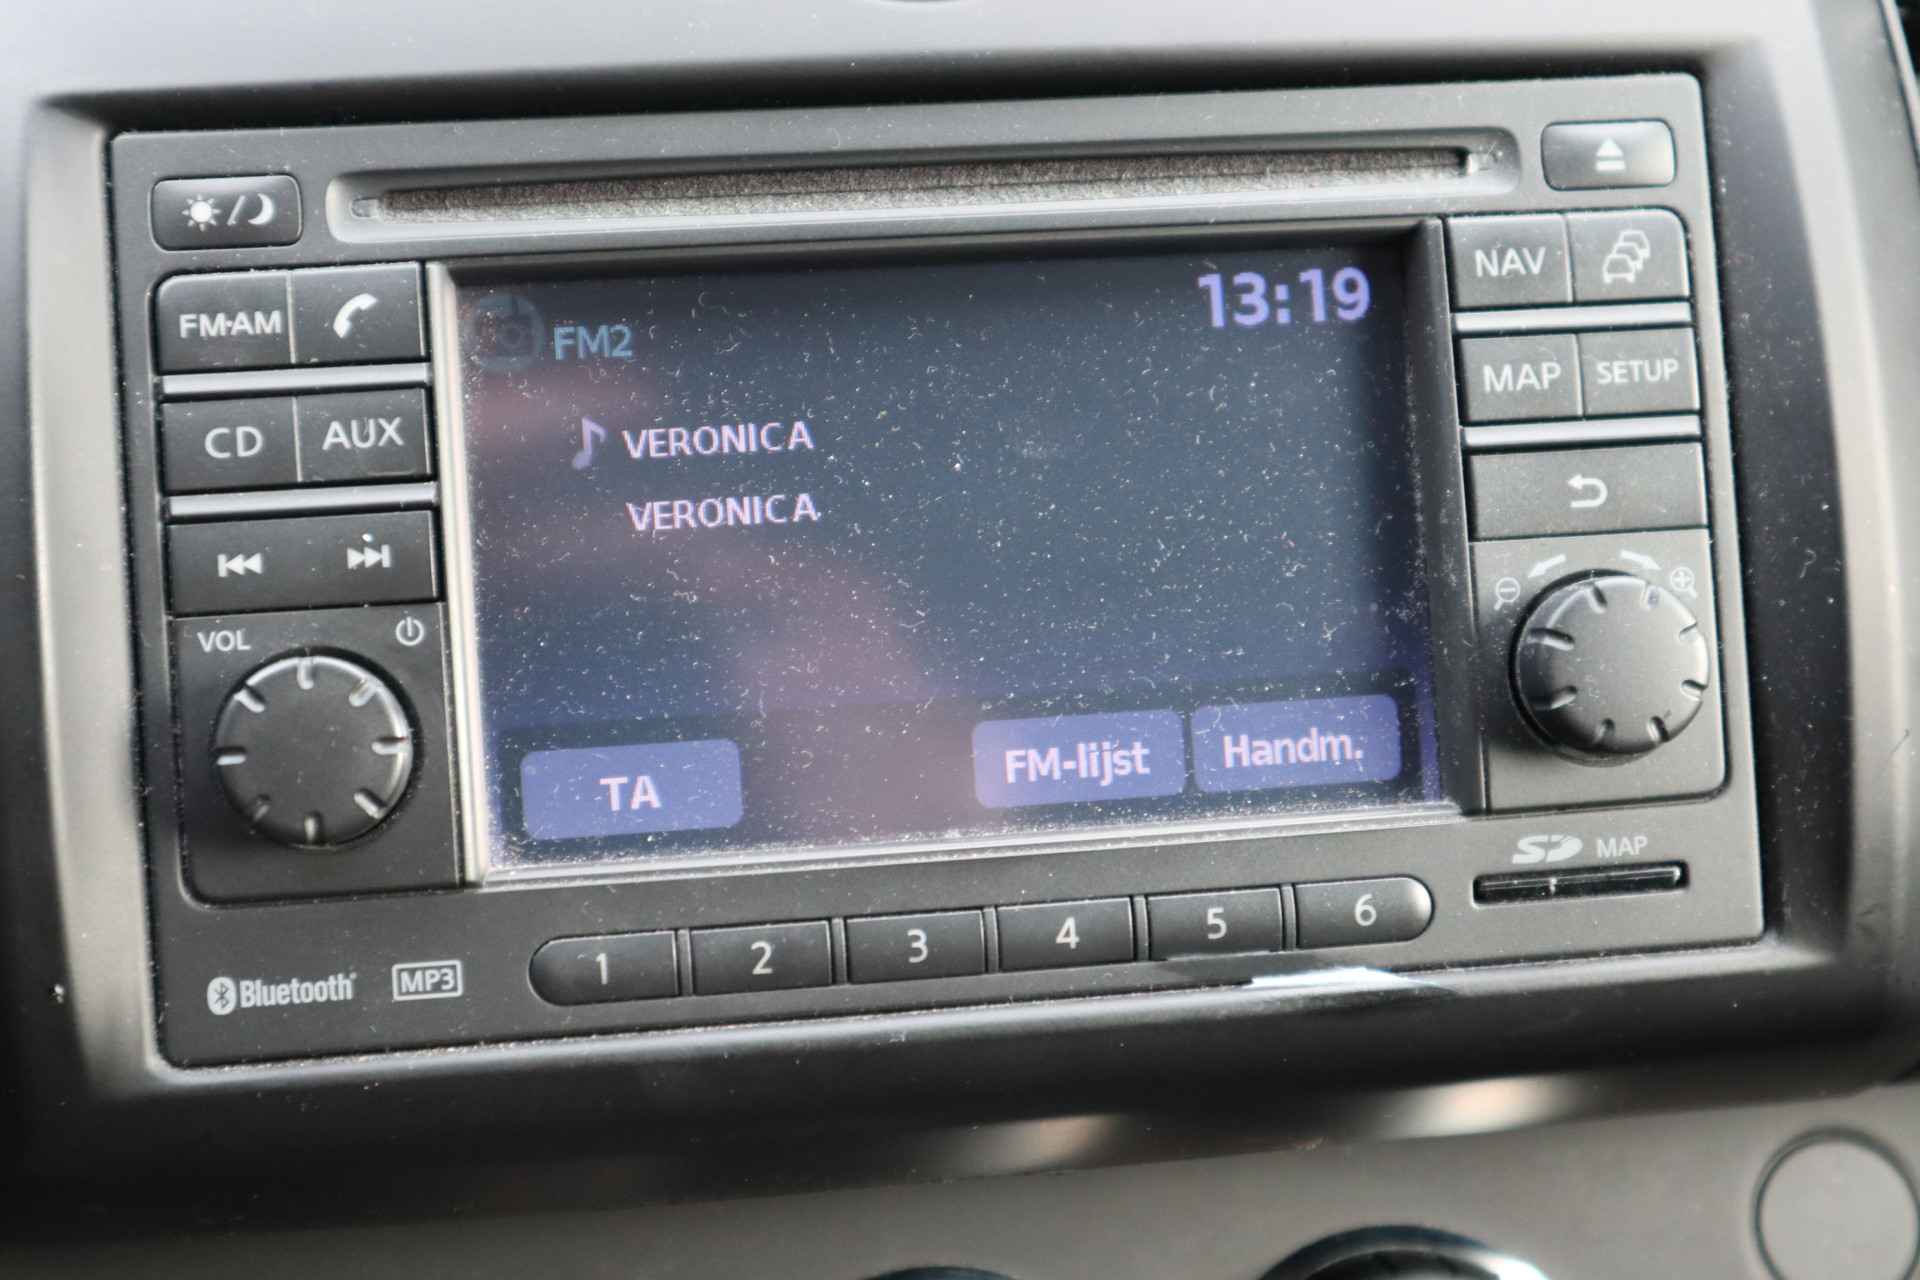 FM·AM
CD AUX
VOL
FM2
13:19
VERONICA
VERONICA
TA
FM-lijst
Handm.
NAV
MAP SETUP
SD MAP
Bluetooth
MP3
1 2 3 4 5 6